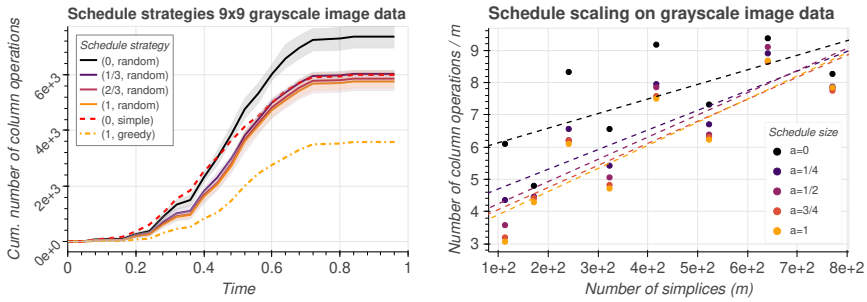 Schedule strategies 9x9 grayscale image data
Cum. number of column operations
6e+3
4e+3
2e+3
0e+0
Schedule strategy
(0, random)
(1/3, random)
(2/3, random)
(1, random)
(0, simple)
(1, greedy)
0
0.2
0.4
0.6
0.8
1
Time
Schedule scaling on grayscale image data
Number of column operations / m
9
8
7
6
5
4
3
Schedule size
a=0
a=1/4
a=1/2
a=3/4
a=1
1e+2
2e+2
3e+2
4e+2
5e+2
6e+2
7e+2
8e+2
Number of simplices (m)